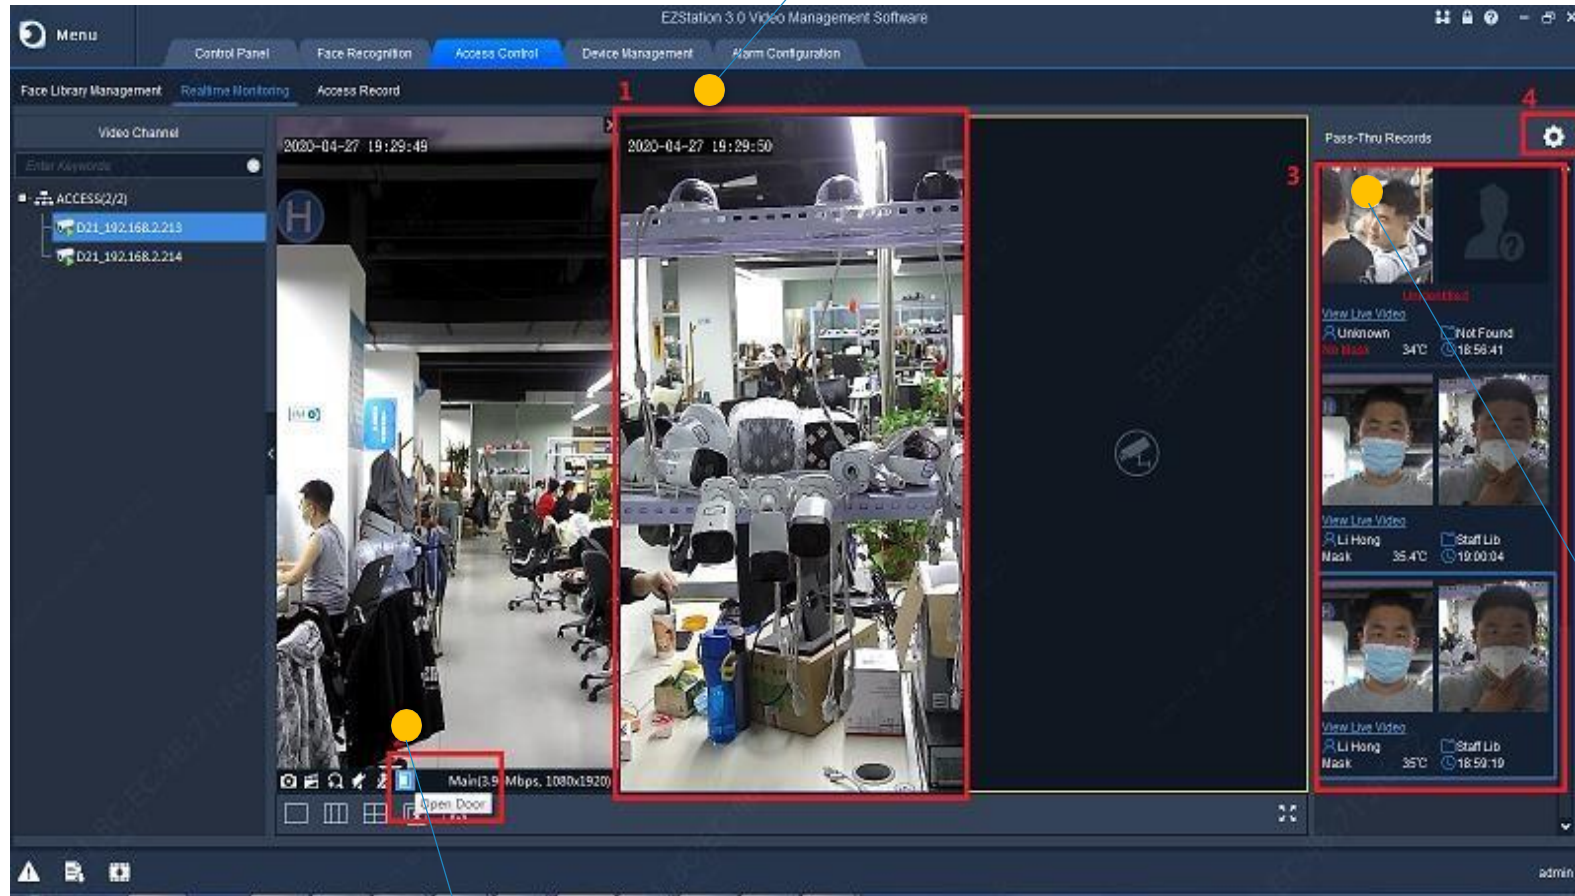 EZStation 3.0 Video Management Software
Menu
Control Panel
Face Recognition
Access Control
Device Management
Alarm Configuration
Face Library Management
Realtime Monitoring
Access Record
1
4
Video Channel
Enter Keywords
ACCESS(2/2)
D21_192.168.2.213
D21_192.168.2.214
2020-04-27 19:29:49
2020-04-27 19:29:50
3
Pass-Thru Records
Unidentified
View Live Video
Unknown
Not Found
No Mask
34℃
18:56:41
View Live Video
Li Hong
Staff Lib
Mask
35.4℃
19:00:04
View Live Video
Li Hong
Staff Lib
Mask
35℃
18:59:19
H
Mbps, 1080x1920)
Open Door
admin